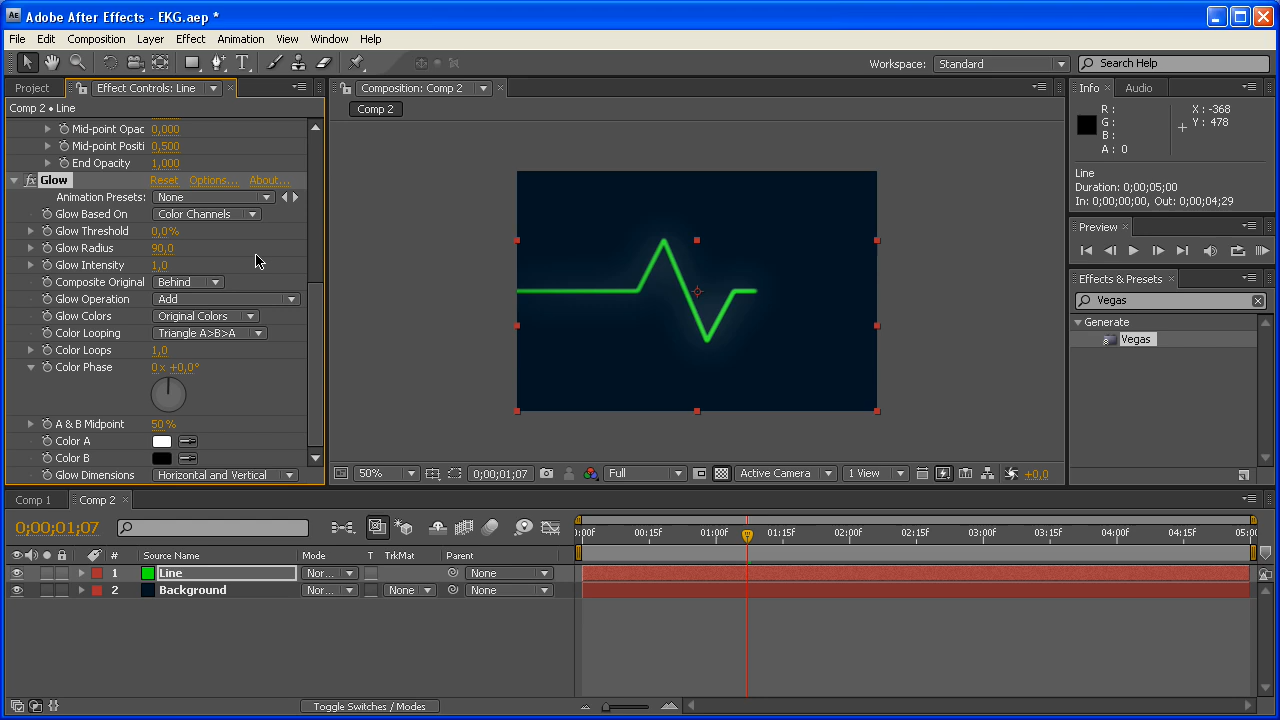 Adobe After Effects - EKG.aep *
File Edit Composition Layer Effect Animation View Window Help
Workspace: Standard Search Help
Project Effect Controls: Line Composition: Comp 2 Info Audio
Comp 2 • Line
Comp 2
R :
G :
B :
A : 0
X : -368
Y : 478
Mid-point Opac 0,000
Mid-point Positi 0,500
End Opacity 1,000
Glow Reset Options... About...
Animation Presets: None
Glow Based On Color Channels
Glow Threshold 0,0%
Glow Radius 90,0
Glow Intensity 1,0
Composite Original Behind
Glow Operation Add
Glow Colors Original Colors
Color Looping Triangle A>B>A
Color Loops 1,0
Color Phase 0 x +0,0°
A & B Midpoint 50 %
Color A
Color B
Glow Dimensions Horizontal and Vertical
Line
Duration: 0;00;05;00
In: 0;00;00;00, Out: 0;00;04;29
Preview
Effects & Presets
Vegas
Generate
Vegas
50% 0;00;01;07 Full Active Camera 1 View +0,0
Comp 1 Comp 2
0;00;01;07
:00f 00:15f 01:00f 01:15f 02:00f 02:15f 03:00f 03:15f 04:00f 04:15f 05:0
# Source Name Mode T TrkMat Parent
1 Line Nor... None
2 Background Nor... None None
Toggle Switches / Modes